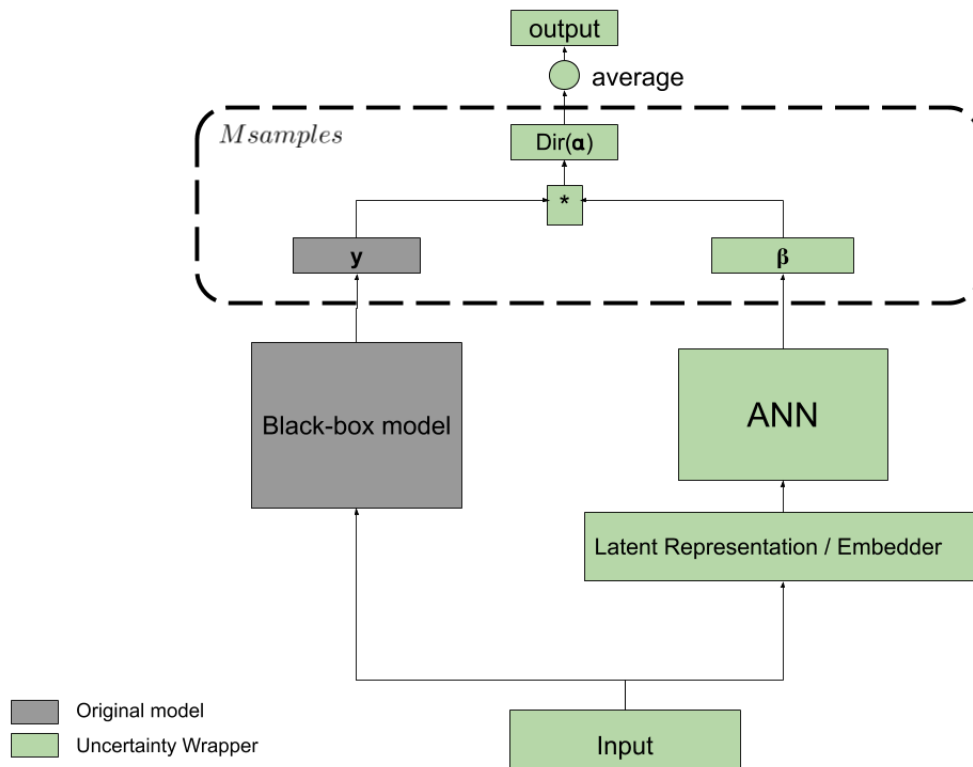 output
average
M samples
Dir(α)
*
y
β
Black-box model
ANN
Latent Representation / Embedder
Original model
Uncertainty Wrapper
Input